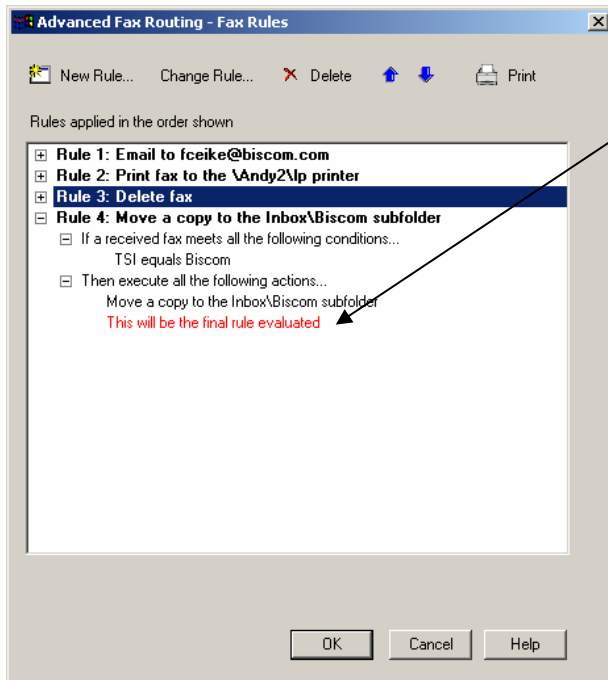 Advanced Fax Routing - Fax Rules
New Rule... Change Rule... Delete Print
Rules applied in the order shown
Rule 1: Email to fceike@biscom.com
Rule 2: Print fax to the \Andy2\lp printer
Rule 3: Delete fax
Rule 4: Move a copy to the Inbox\Biscom subfolder
If a received fax meets all the following conditions...
TSI equals Biscom
Then execute all the following actions...
Move a copy to the Inbox\Biscom subfolder
This will be the final rule evaluated
OK Cancel Help